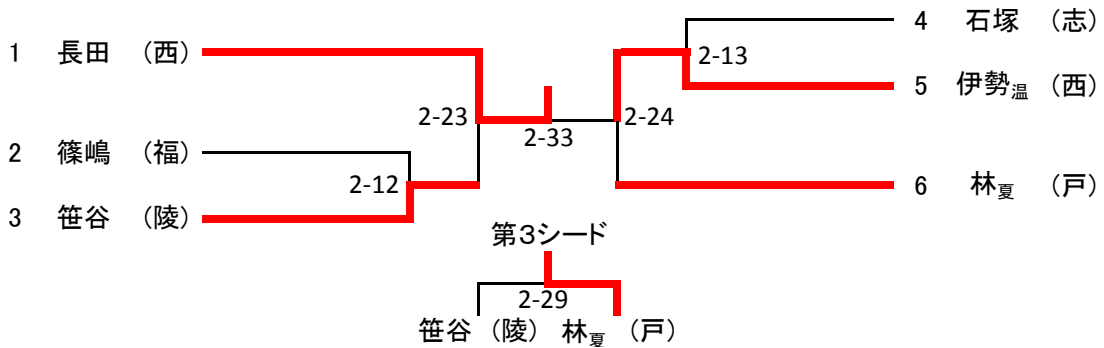 4 石塚 （志）
1 長田 （西）
2-13
5 伊勢温 （西）
2-23
2-24
2-33
2 篠嶋 （福）
2-12
6 林夏 （戸）
3 笹谷 （陵）
第３シード
2-29
笹谷 （陵） 林夏 （戸）